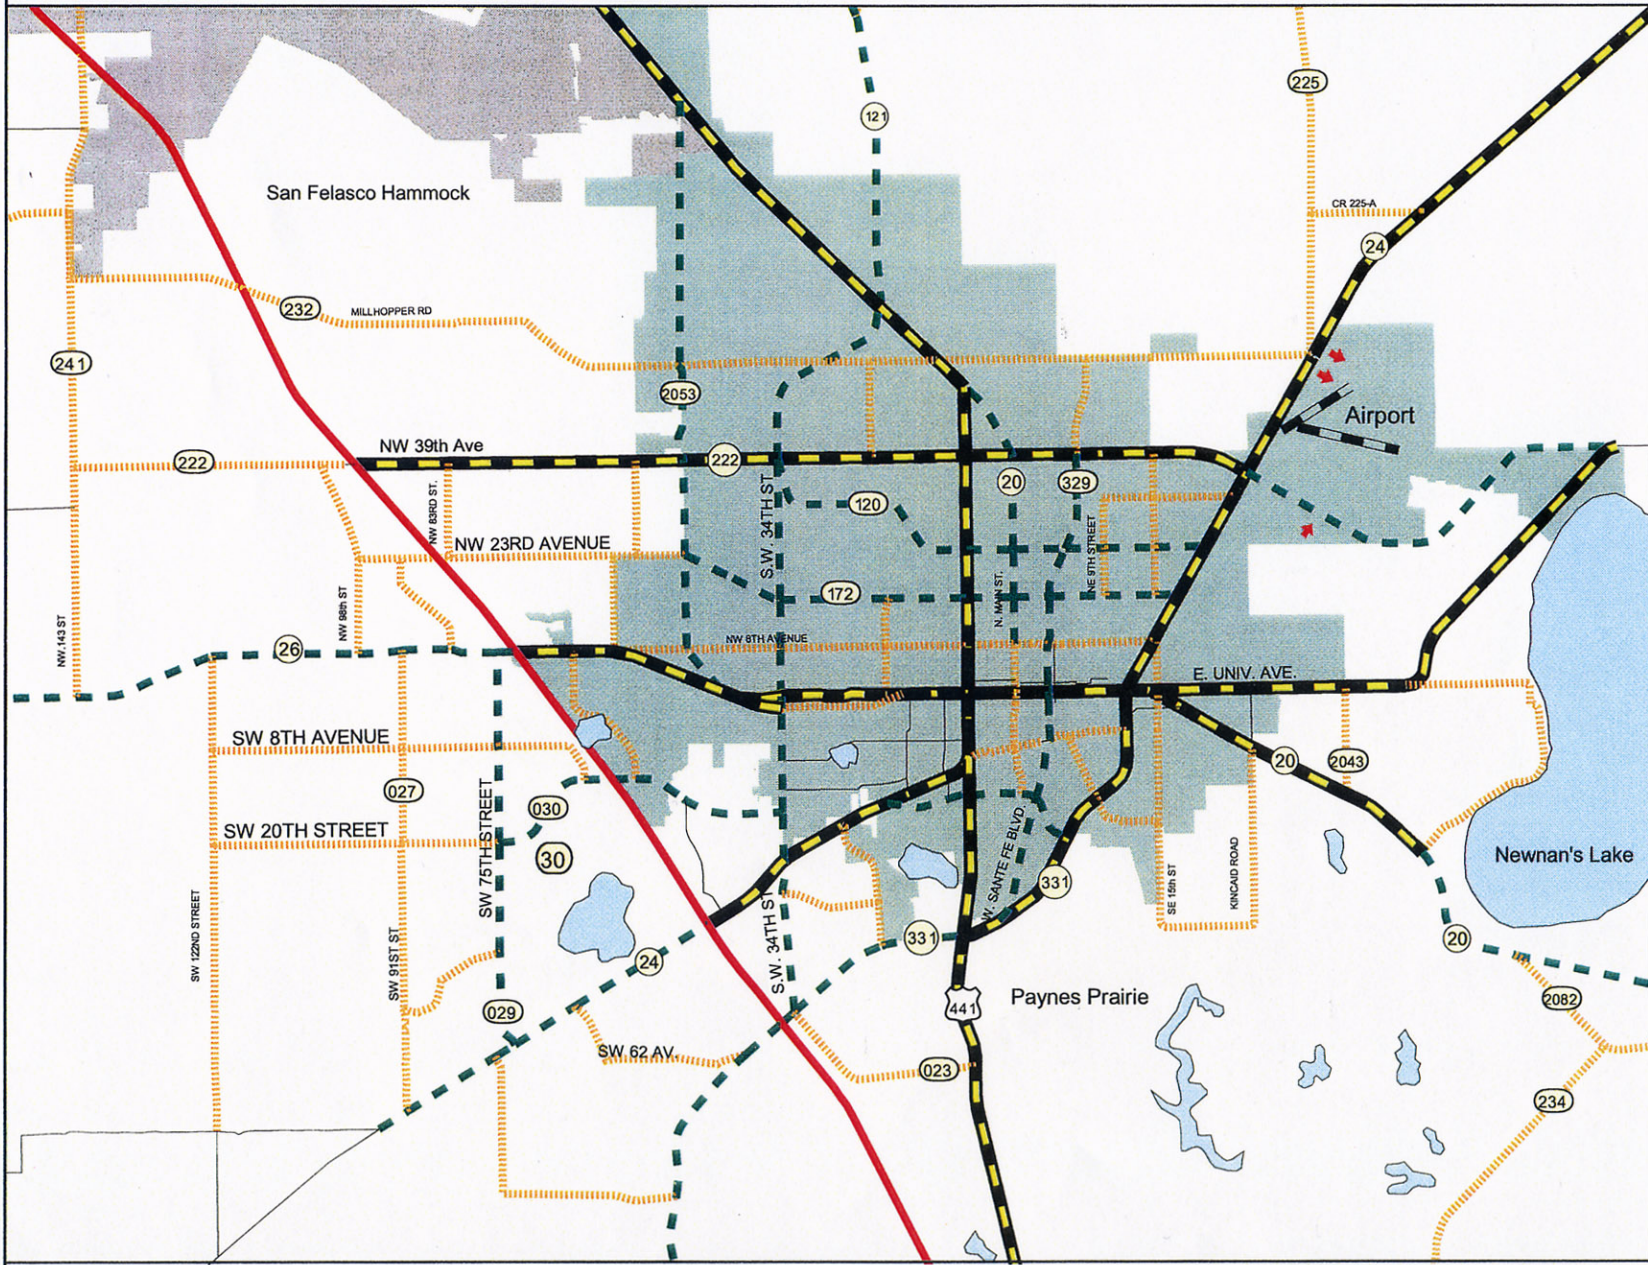 225
121
San Felasco Hammock
CR 225-A
24
232
MILLHOPPER RD
241
2053
Airport
NW 39th Ave
222
222
S.W. 34TH ST
20
329
NW 83RD ST.
120
NW 23RD AVENUE
NE 9TH STREET
172
N. MAIN ST.
NW 98th ST
NW. 143 ST
26
NW 8TH AVENUE
E. UNIV. AVE.
SW 8TH AVENUE
20
2043
027
SW 75TH STREET
030
SW 20TH STREET
30
W. SANTE FE BLVD.
Newnan's Lake
331
SE 15th ST
KINCAID ROAD
SW 122ND STREET
SW 91ST ST
S.W. 34TH ST
331
20
24
441
Paynes Prairie
2082
029
SW 62 AV.
023
234